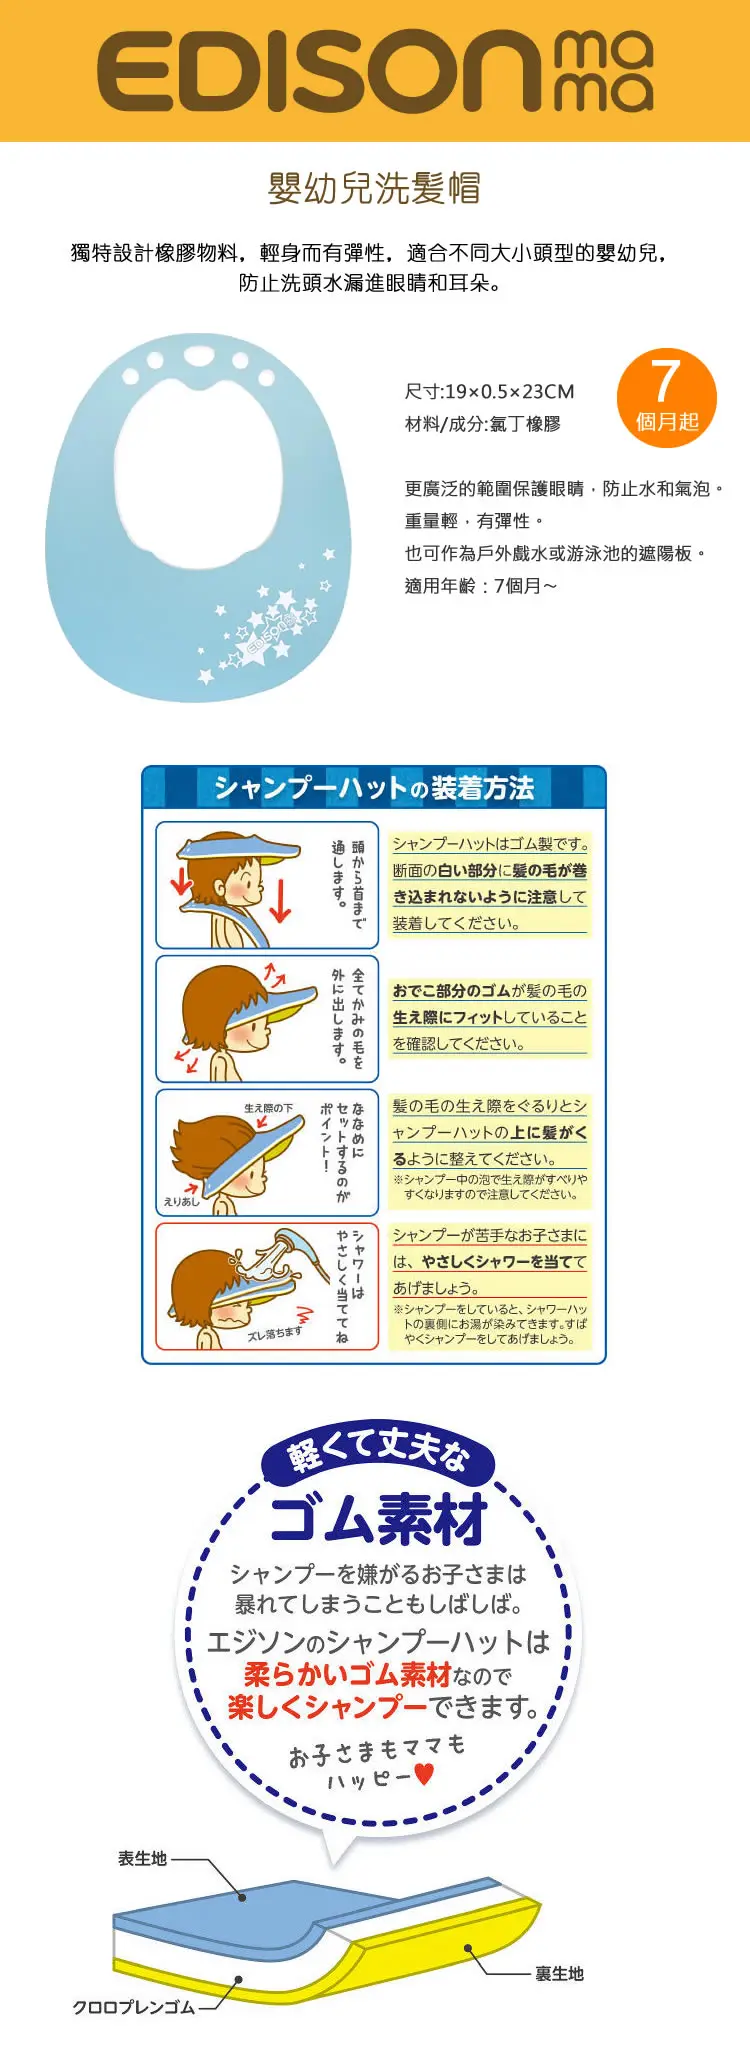 EDISON mama
嬰幼兒洗髮帽
獨特設計橡膠物料，輕身而有彈性，適合不同大小頭型的嬰幼兒，
防止洗頭水漏進眼睛和耳朵。
尺寸:19×0.5×23CM
材料/成分:氯丁橡膠
7
個月起
更廣泛的範圍保護眼睛，防止水和氣泡。
重量輕，有彈性。
也可作為戶外戲水或游泳池的遮陽板。
適用年齡：7個月～
EDISON
シャンプーハットの装着方法
頭から首まで
通します。
シャンプーハットはゴム製です。
断面の白い部分に髪の毛が巻
き込まれないように注意して
装着してください。
全てかみの毛を
外に出します。
おでこ部分のゴムが髪の毛の
生え際にフィットしていること
を確認してください。
生え際の下
えりあし
ななめに
セットするのが
ポイント！
髪の毛の生え際をぐるりとシ
ャンプーハットの上に髪がく
るように整えてください。
※シャンプー中の泡で生え際がすべりや
すくなりますので注意してください。
ズレ落ちます
シャワーは
やさしく当ててね
シャンプーが苦手なお子さまに
は、やさしくシャワーを当てて
あげましょう。
※シャンプーをしていると、シャワーハッ
トの裏側にお湯が染みてきます。すば
やくシャンプーをしてあげましょう。
軽くて丈夫な
ゴム素材
シャンプーを嫌がるお子さまは
暴れてしまうこともしばしば。
エジソンのシャンプーハットは
柔らかいゴム素材なので
楽しくシャンプーできます。
お子さまもママも
ハッピー♥
表生地
裏生地
クロロプレンゴム